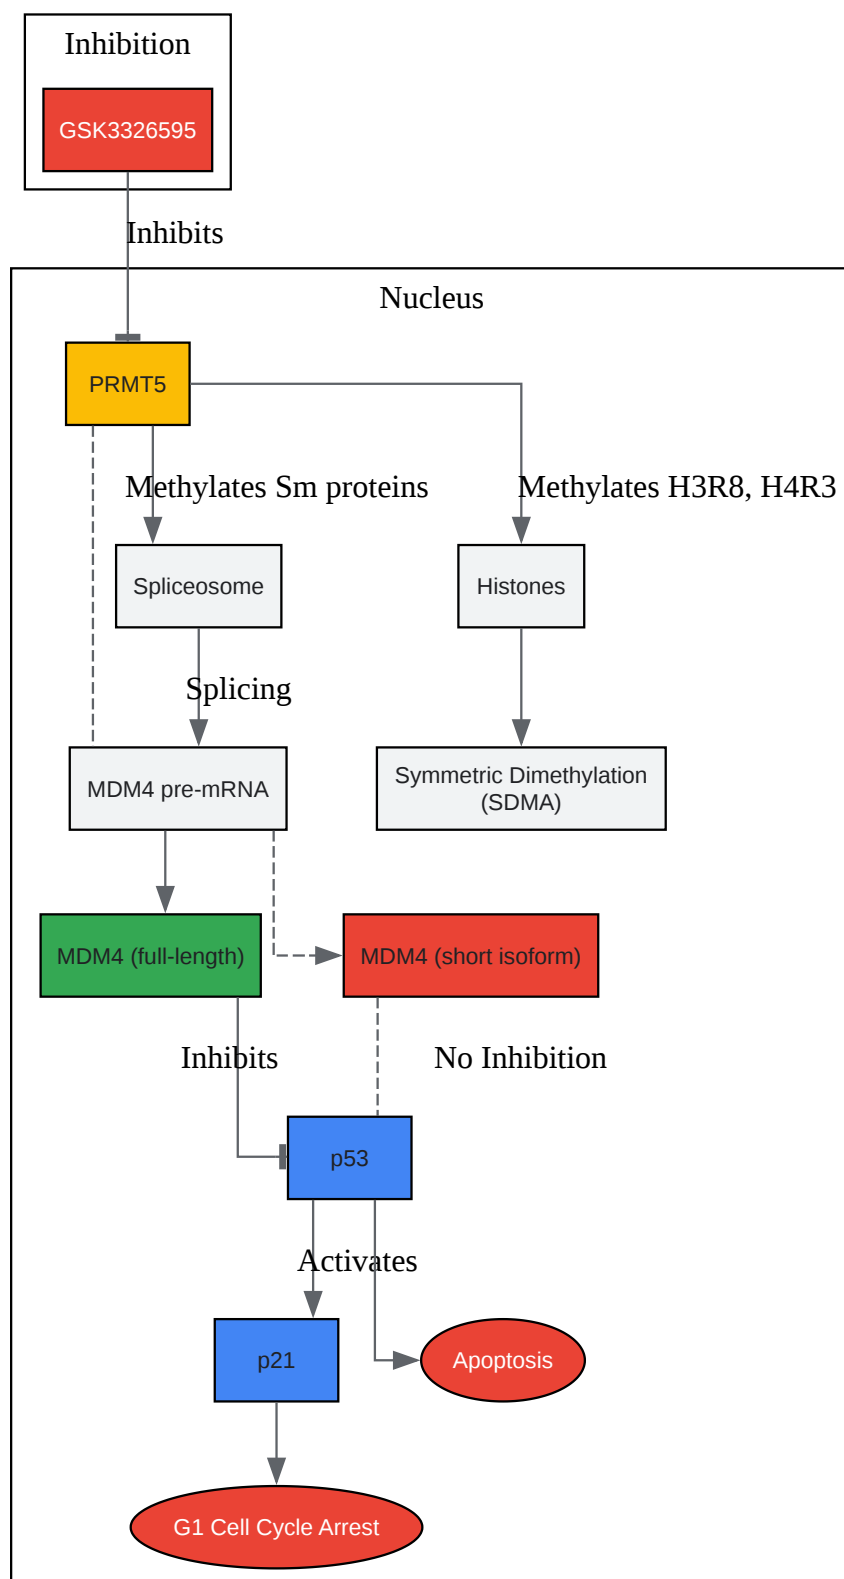 Inhibition
GSK3326595
Inhibits
Nucleus
PRMT5
Methylates Sm proteins
Methylates H3R8, H4R3
Spliceosome
Histones
Splicing
MDM4 pre-mRNA
Symmetric Dimethylation
(SDMA)
MDM4 (full-length)
MDM4 (short isoform)
Inhibits
No Inhibition
p53
Activates
p21
Apoptosis
G1 Cell Cycle Arrest